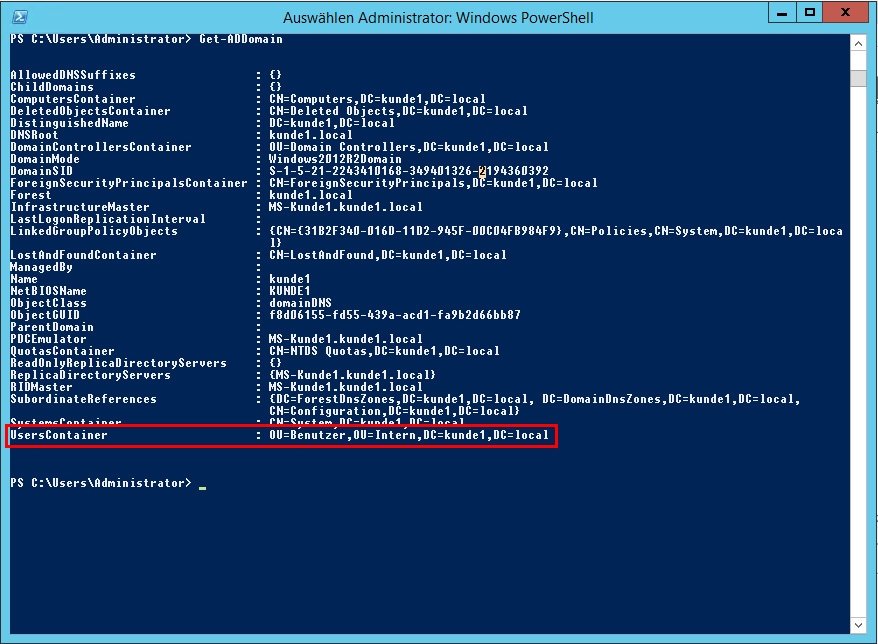 Auswählen Administrator: Windows PowerShell
PS C:\Users\Administrator> Get-ADDomain
AllowedDNSSuffixes : {}
ChildDomains : {}
ComputersContainer : CN=Computers,DC=kunde1,DC=local
DeletedObjectsContainer : CN=Deleted Objects,DC=kunde1,DC=local
DistinguishedName : DC=kunde1,DC=local
DNSRoot : kunde1.local
DomainControllersContainer : OU=Domain Controllers,DC=kunde1,DC=local
DomainMode : Windows2012R2Domain
DomainSID : S-1-5-21-2243410168-349401326-2194360392
ForeignSecurityPrincipalsContainer : CN=ForeignSecurityPrincipals,DC=kunde1,DC=local
Forest : kunde1.local
InfrastructureMaster : MS-Kunde1.kunde1.local
LastLogonReplicationInterval :
LinkedGroupPolicyObjects : {CN={31B2F340-016D-11D2-945F-00C04FB984F9},CN=Policies,CN=System,DC=kunde1,DC=loca
l}
LostAndFoundContainer : CN=LostAndFound,DC=kunde1,DC=local
ManagedBy :
Name : kunde1
NetBIOSName : KUNDE1
ObjectClass : domainDNS
ObjectGUID : f8d06155-fd55-439a-acd1-fa9b2d66bb87
ParentDomain :
PDCEmulator : MS-Kunde1.kunde1.local
QuotasContainer : CN=NTDS Quotas,DC=kunde1,DC=local
ReadOnlyReplicaDirectoryServers : {}
ReplicaDirectoryServers : {MS-Kunde1.kunde1.local}
RIDMaster : MS-Kunde1.kunde1.local
SubordinateReferences : {DC=ForestDnsZones,DC=kunde1,DC=local, DC=DomainDnsZones,DC=kunde1,DC=local,
CN=Configuration,DC=kunde1,DC=local}
SystemsContainer : CN=System,DC=kunde1,DC=local
UsersContainer : OU=Benutzer,OU=Intern,DC=kunde1,DC=local
PS C:\Users\Administrator> _